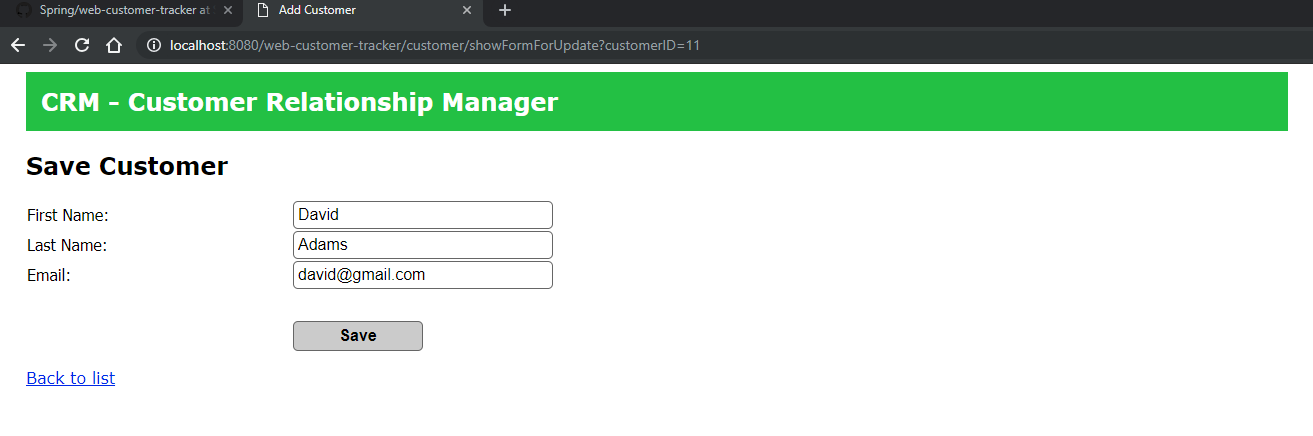 Spring/web-customer-tracker at
Add Customer
localhost:8080/web-customer-tracker/customer/showFormForUpdate?customerID=11
CRM - Customer Relationship Manager
Save Customer
First Name: David
Last Name: Adams
Email: david@gmail.com
Save
Back to list